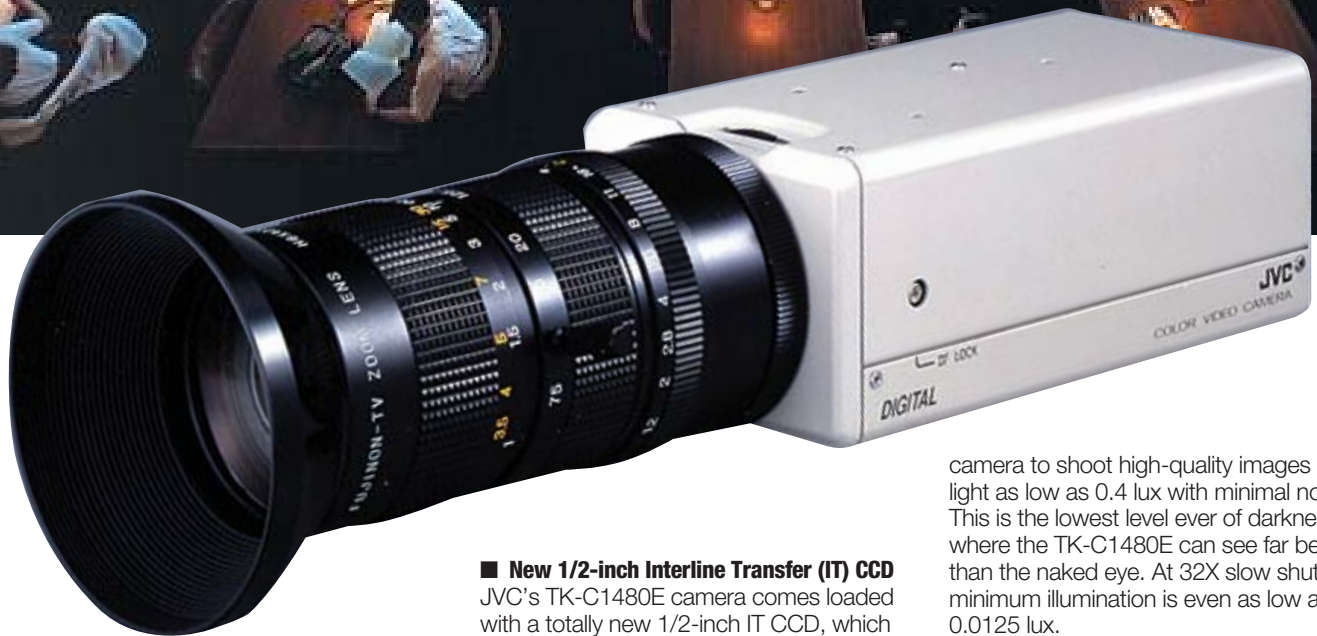 FUJINON-TV ZOOM LENS
JVC
COLOR VIDEO CAMERA
LOCK
DIGITAL
■ New 1/2-inch Interline Transfer (IT) CCD
JVC's TK-C1480E camera comes loaded
with a totally new 1/2-inch IT CCD, which
camera to shoot high-quality images
light as low as 0.4 lux with minimal
This is the lowest level ever of
where the TK-C1480E can see far
than the naked eye. At 32X slow
minimum illumination is even as low
0.0125 lux.